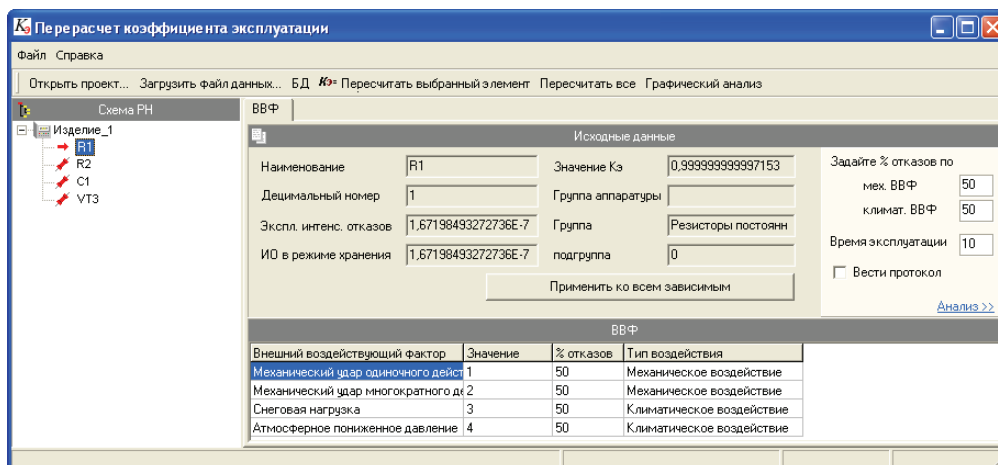 Кэ Перерасчет коэффициента эксплуатации
Файл Справка
Открыть проект... Загрузить файл данных... БД Кэ= Пересчитать выбранный элемент Пересчитать все Графический анализ
Схема РН
ВВФ
Изделие_1
R1
R2
C1
VT3
Исходные данные
Наименование R1 Значение Кэ 0,999999999997153
Децимальный номер 1 Группа аппаратуры
Экспл. интенс. отказов 1,67198493272736E-7 Группа Резисторы постоянн
ИО в режиме хранения 1,67198493272736E-7 подгруппа 0
Применить ко всем зависимым
Задайте % отказов по
мех. ВВФ 50
климат. ВВФ 50
Время эксплуатации 10
Вести протокол
Анализ >>
ВВФ
Внешний воздействующий фактор Значение % отказов Тип воздействия
Механический удар одиночного дейст 1 50 Механическое воздействие
Механический удар многократного де 2 50 Механическое воздействие
Снеговая нагрузка 3 50 Климатическое воздействие
Атмосферное пониженное давление 4 50 Климатическое воздействие